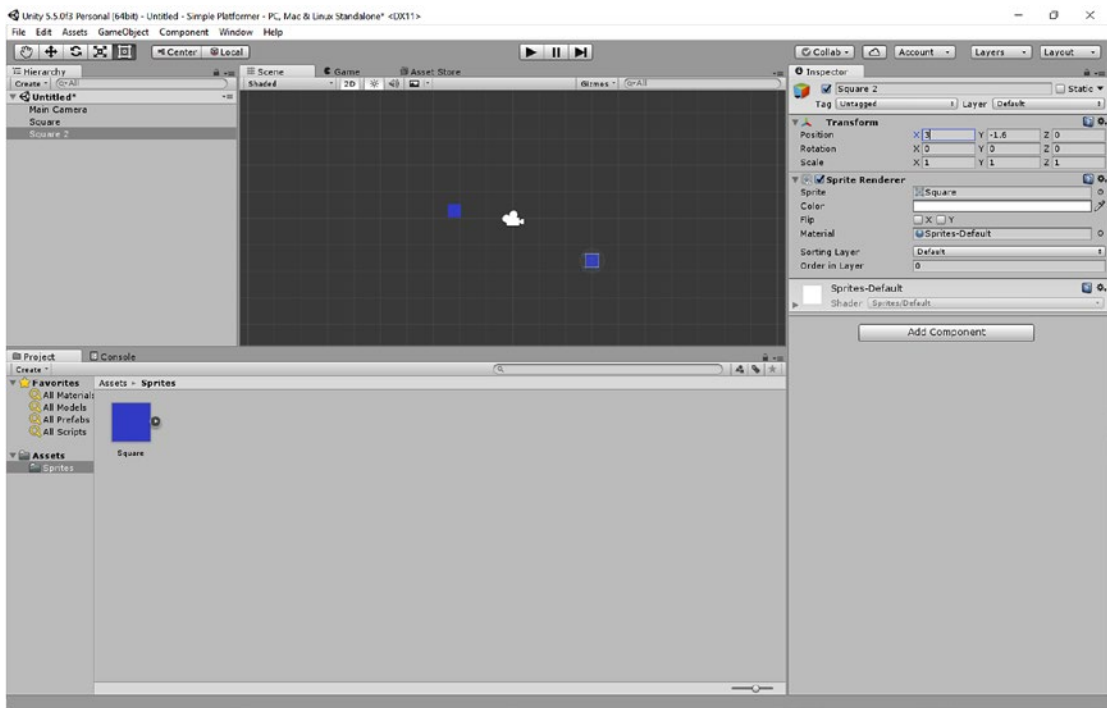 Unity 5.5.0f3 Personal (64bit) - Untitled - Simple Platformer - PC, Mac & Linux Standalone* <DX11>
File Edit Assets GameObject Component Window Help
Center Local
Collab Account Layers Layout
Hierarchy
Create All
Untitled*
Main Camera
Square
Square 2
Scene Game Asset Store
Shaded 2D Gizmos All
Inspector
Square 2 Static
Tag Untagged Layer Default
Transform
Position X 3 Y -1.6 Z 0
Rotation X 0 Y 0 Z 0
Scale X 1 Y 1 Z 1
Sprite Renderer
Sprite Square
Color
Flip X Y
Material Sprites-Default
Sorting Layer Default
Order in Layer 0
Sprites-Default
Shader Sprites/Default
Add Component
Project Console
Create
Favorites
All Materials
All Models
All Prefabs
All Scripts
Assets
Sprites
Assets Sprites
Square